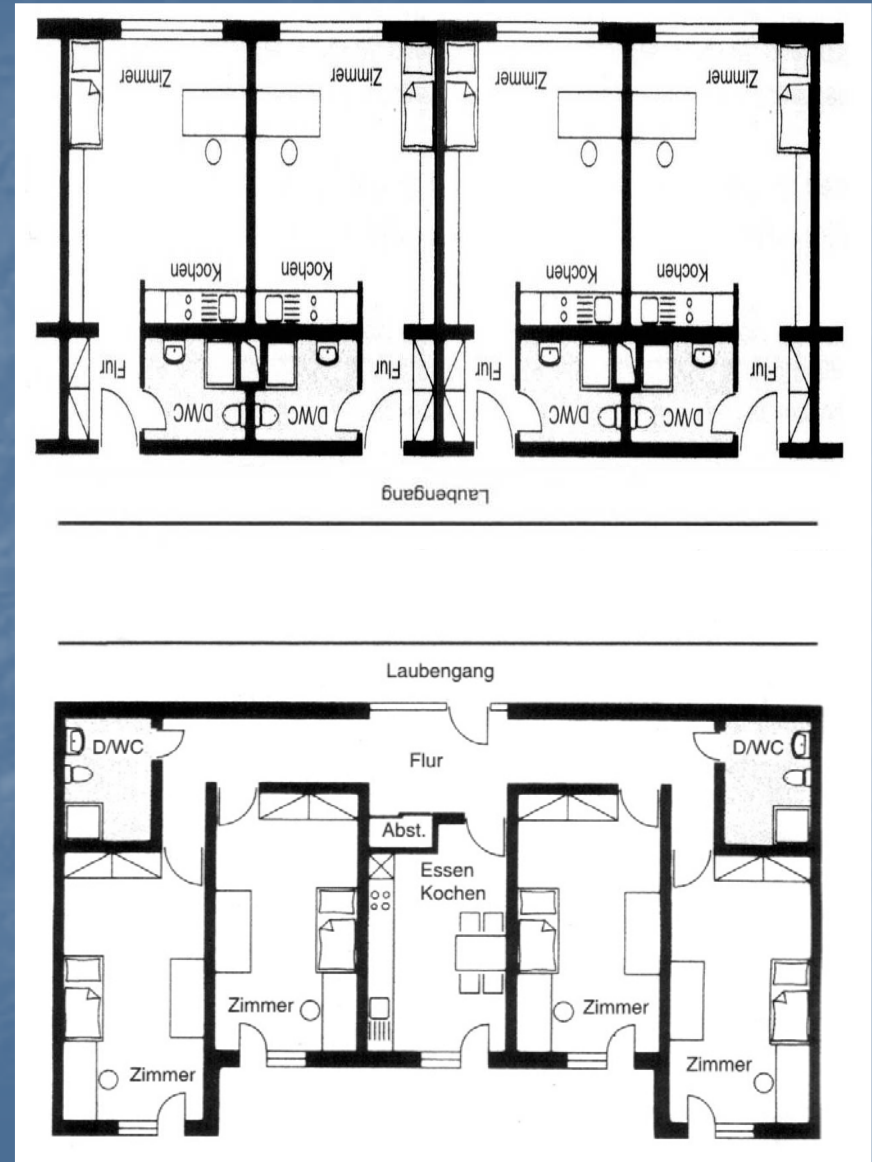 Zimmer
Zimmer
Zimmer
Zimmer
Kochen
Kochen
Kochen
Kochen
Flur
Flur
Flur
Flur
D/WC
D/WC
D/WC
D/WC
Laubengang
Laubengang
D/WC
D/WC
Flur
Abst.
Essen
Kochen
Zimmer
Zimmer
Zimmer
Zimmer